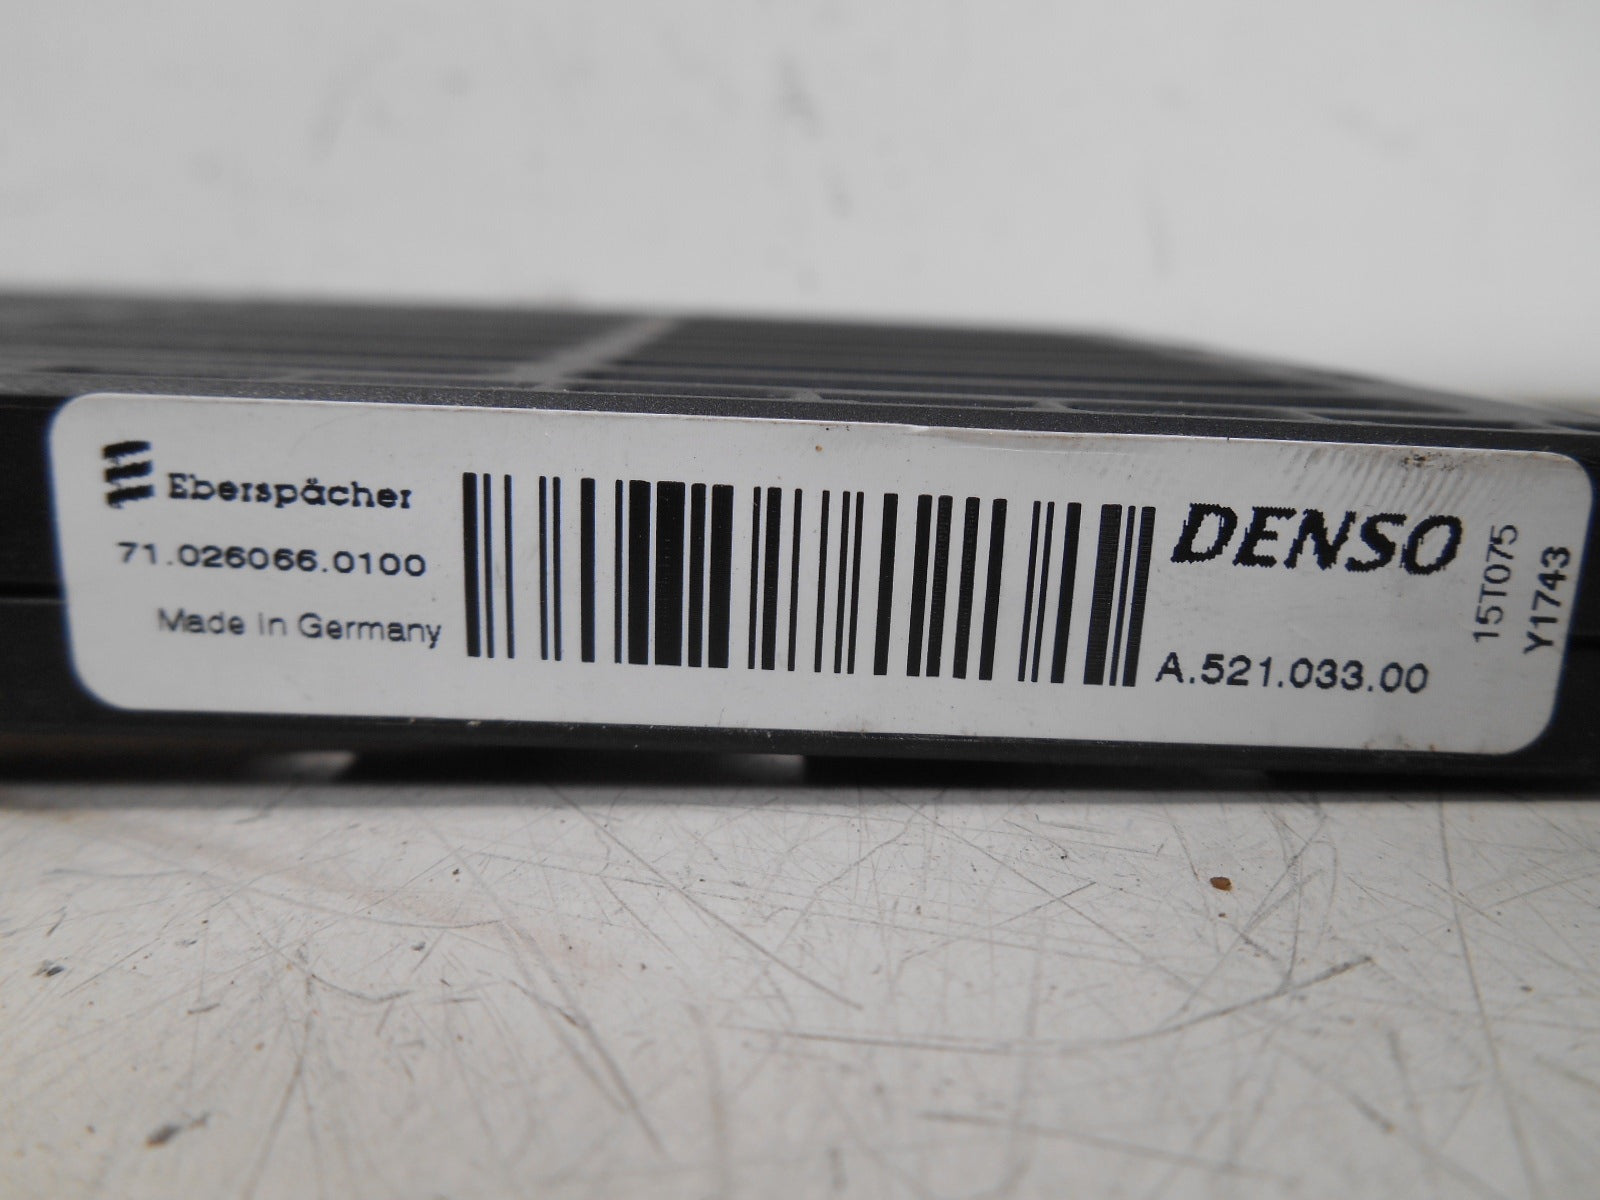 Eberspächer
71.026066.0100
Made in Germany
DENSO
A.521.033.00
15T075
Y1743